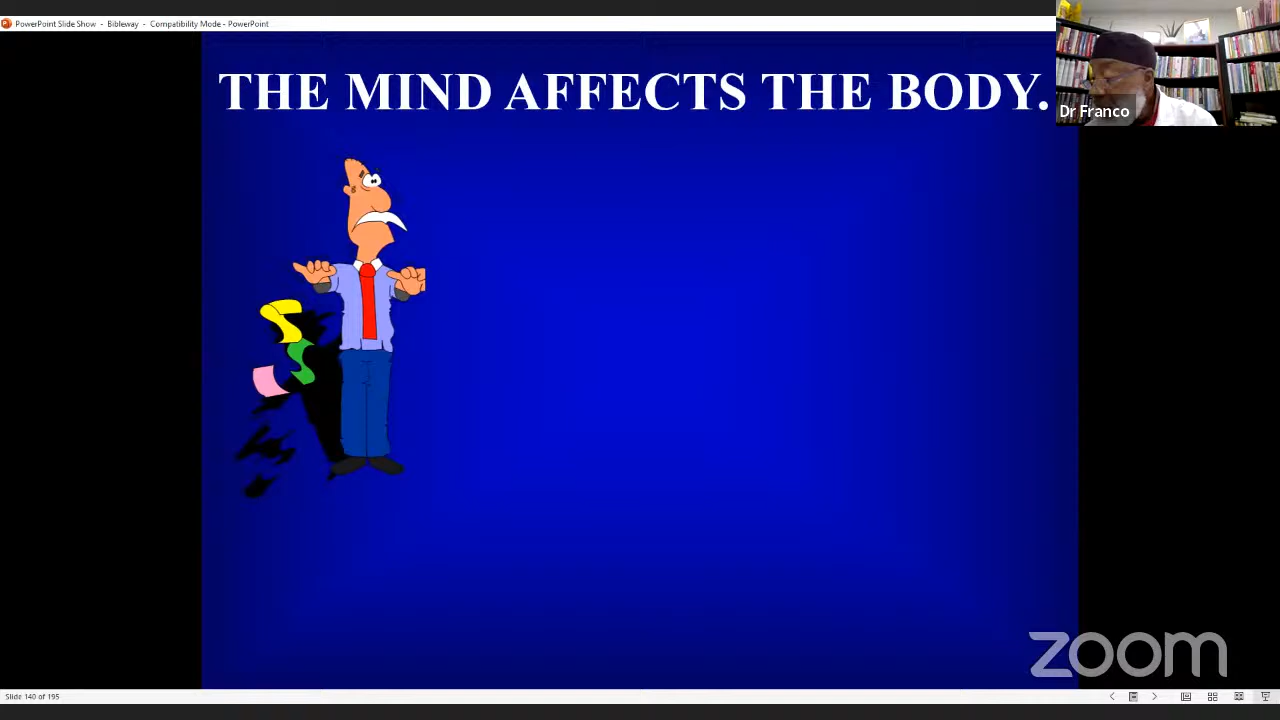 PowerPoint Slide Show - Bibleway - Compatibility Mode - PowerPoint
THE MIND AFFECTS THE BODY.
Dr Franco
zoom
Slide 140 of 195